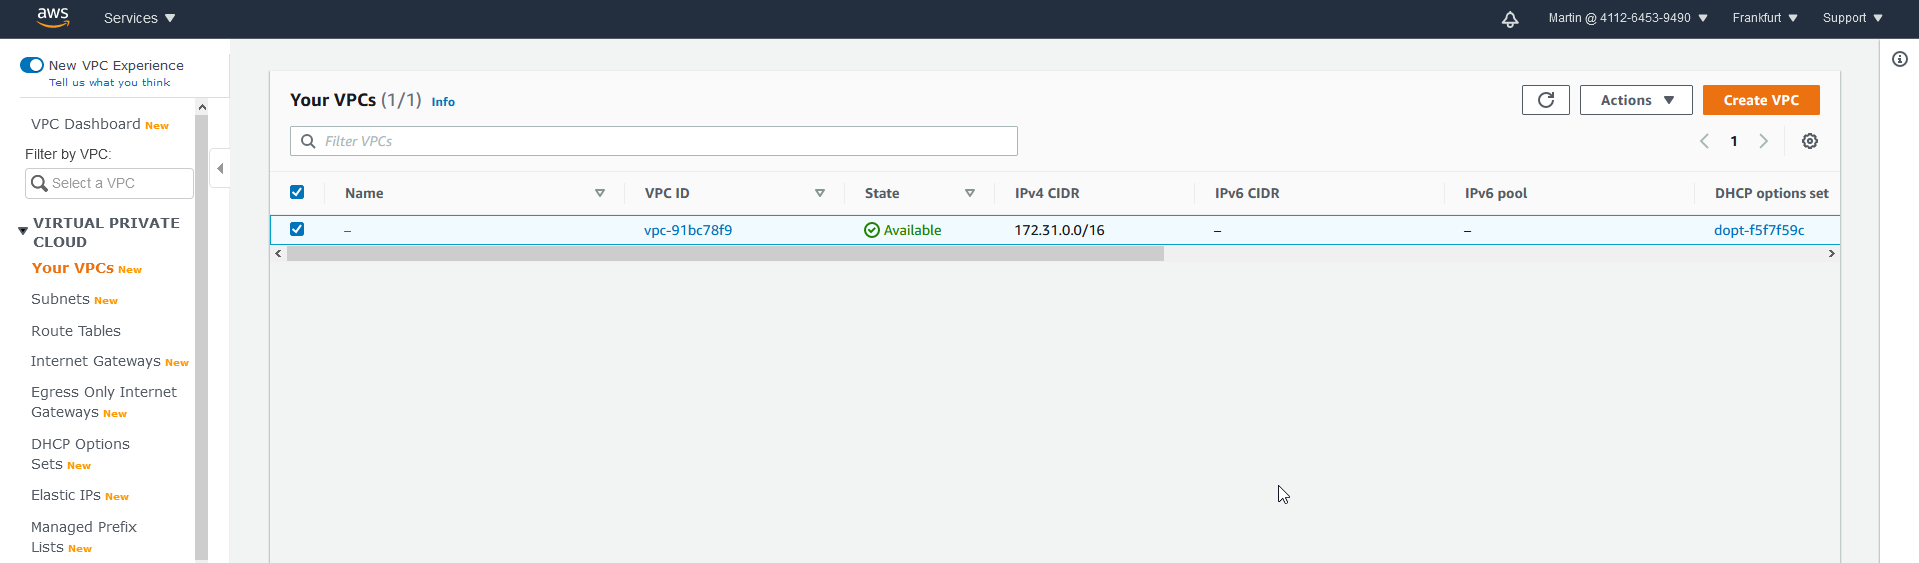 aws Services Martin @ 4112-6453-9490 Frankfurt Support
New VPC Experience
Tell us what you think
VPC Dashboard New
Filter by VPC:
Select a VPC
VIRTUAL PRIVATE
CLOUD
Your VPCs New
Subnets New
Route Tables
Internet Gateways New
Egress Only Internet
Gateways New
DHCP Options
Sets New
Elastic IPs New
Managed Prefix
Lists New
Your VPCs (1/1) Info Actions Create VPC
Filter VPCs 1
Name VPC ID State IPv4 CIDR IPv6 CIDR IPv6 pool DHCP options set
– vpc-91bc78f9 Available 172.31.0.0/16 – – dopt-f5f7f59c